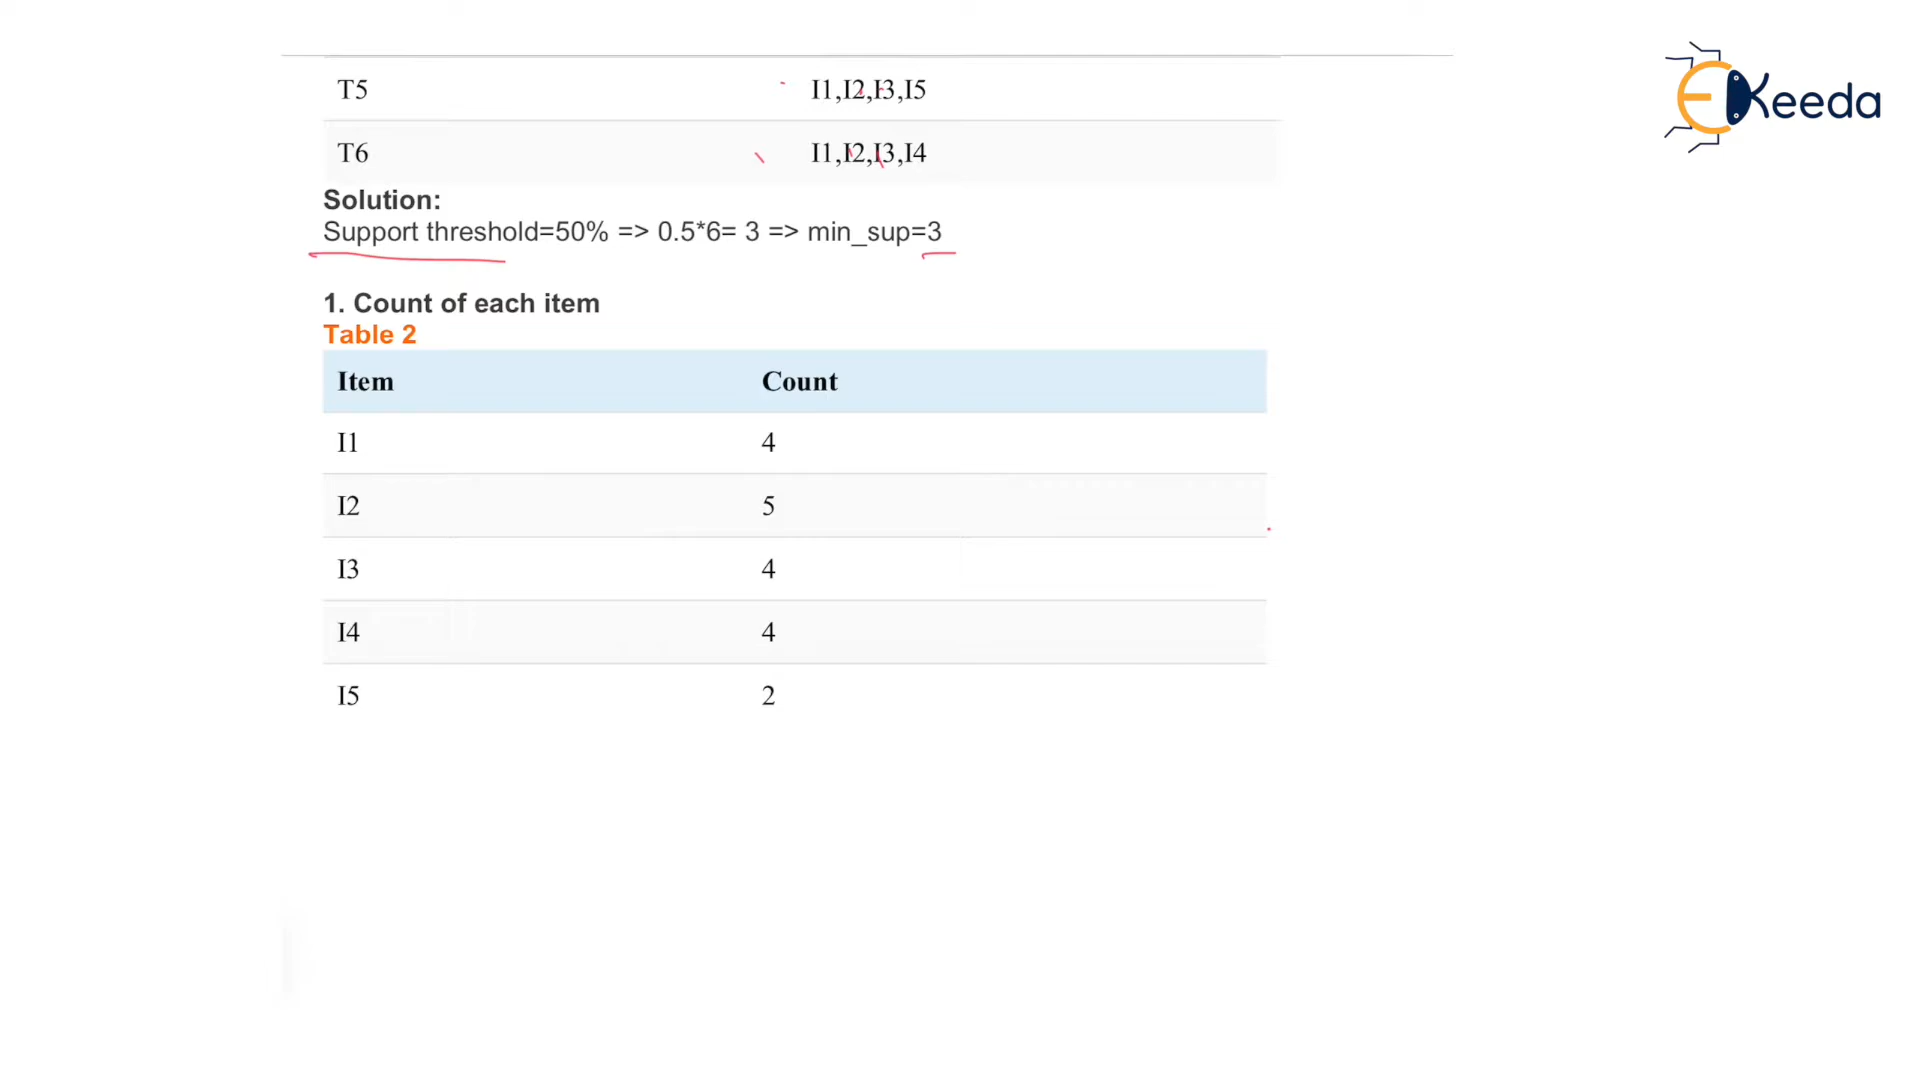 T5 I1,I2,I3,I5
T6 I1,I2,I3,I4
Solution:
Support threshold=50% => 0.5*6= 3 => min_sup=3
1. Count of each item
Table 2
Item Count
I1 4
I2 5
I3 4
I4 4
I5 2
EKeeda